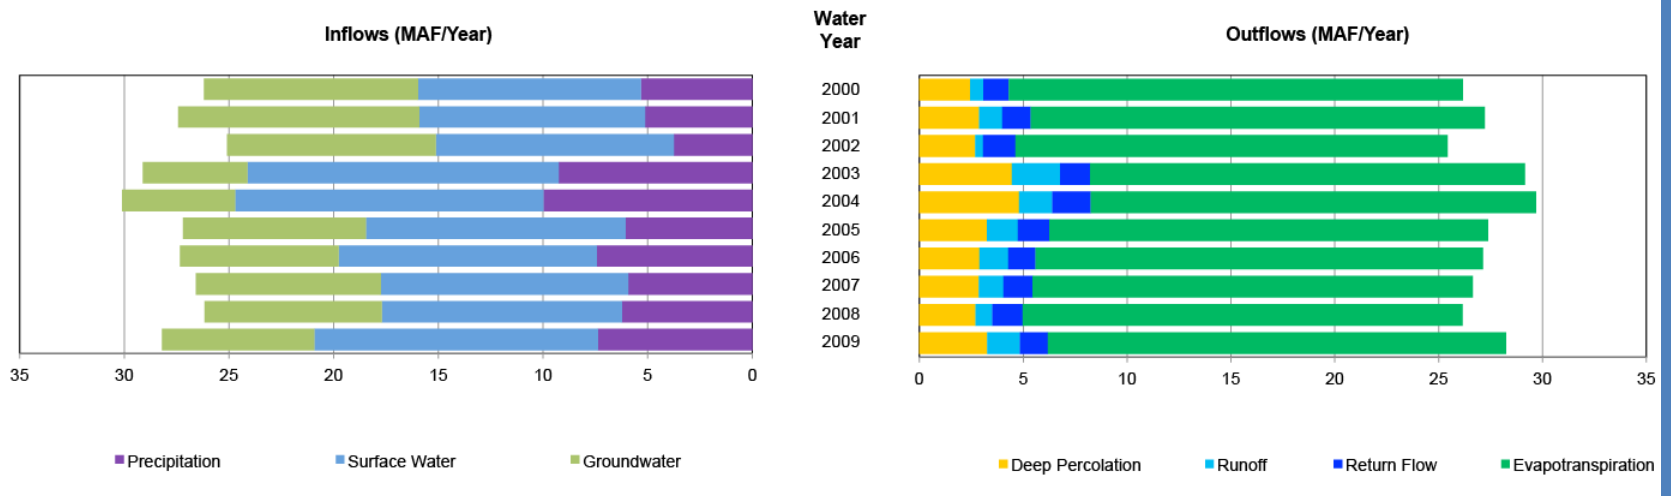 Inflows (MAF/Year)
Water
Year
Outflows (MAF/Year)
2000
2001
2002
2003
2004
2005
2006
2007
2008
2009
35 30 25 20 15 10 5 0
0 5 10 15 20 25 30 35
Precipitation Surface Water Groundwater
Deep Percolation Runoff Return Flow Evapotranspiration